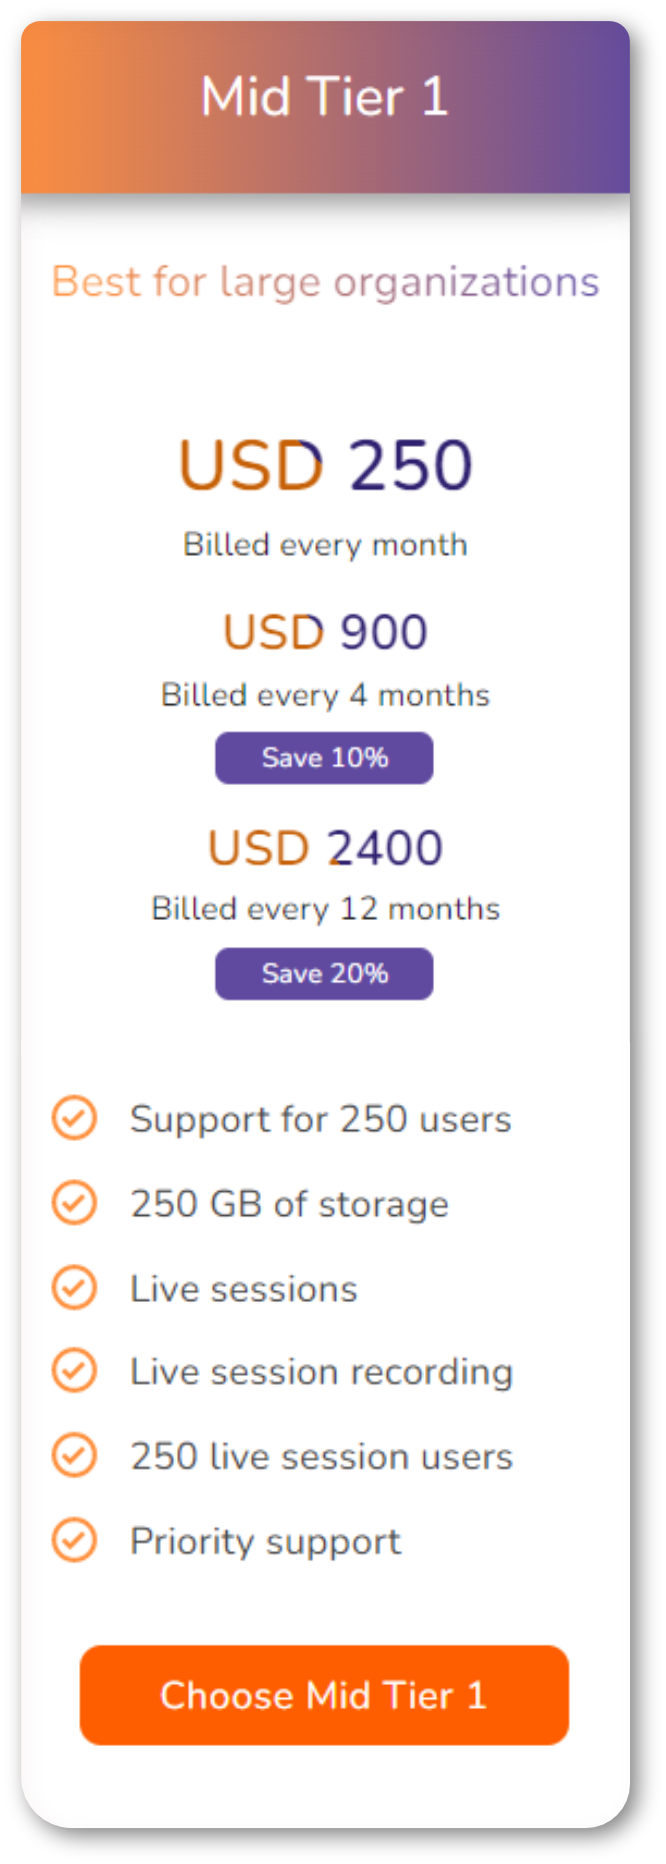 Mid Tier 1
Best for large organizations
USD 250
Billed every month
USD 900
Billed every 4 months
Save 10%
USD 2400
Billed every 12 months
Save 20%
Support for 250 users
250 GB of storage
Live sessions
Live session recording
250 live session users
Priority support
Choose Mid Tier 1